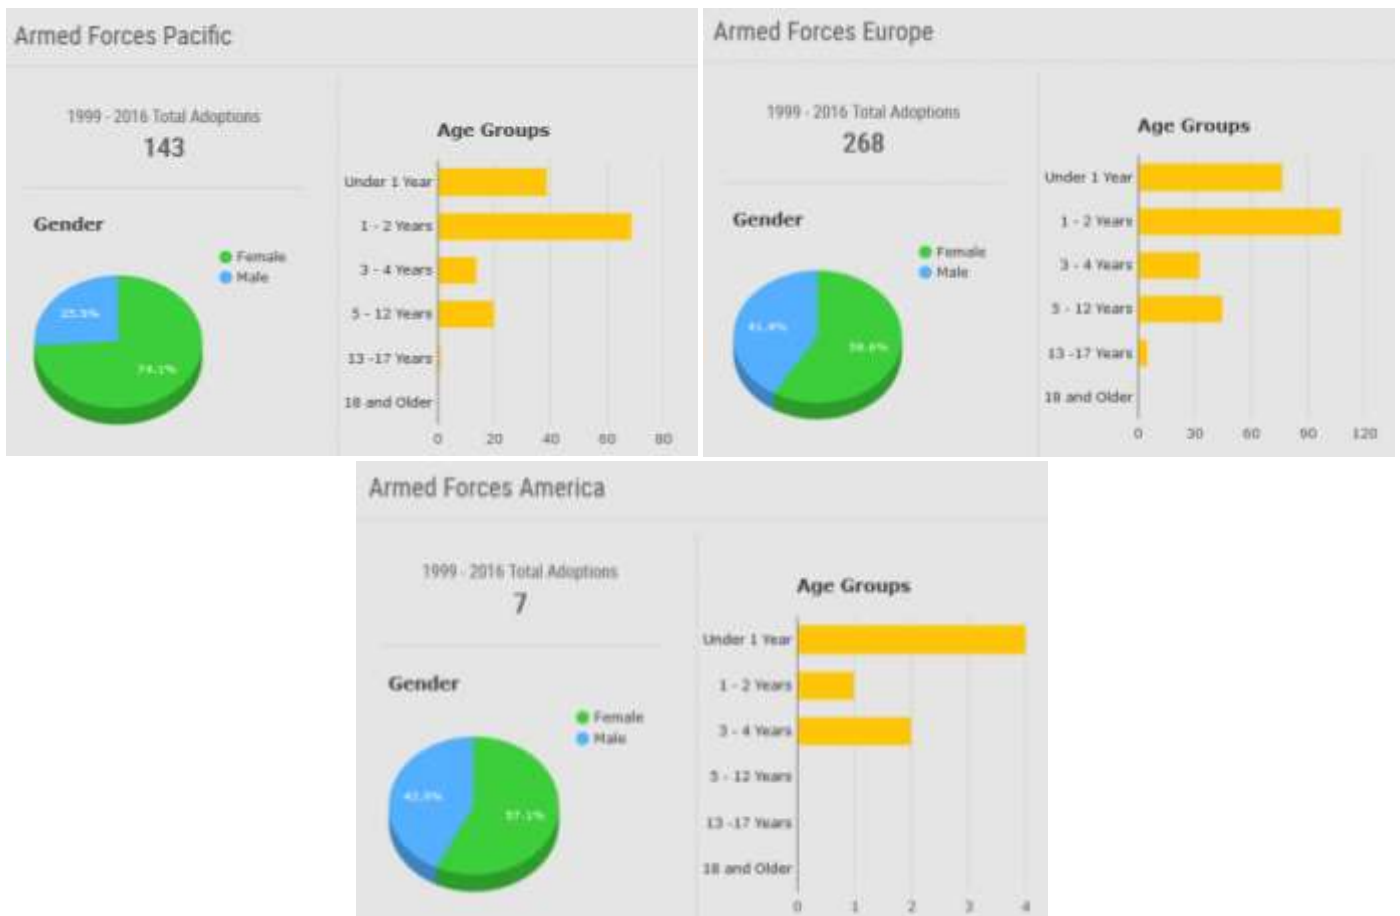 Armed Forces Pacific
1999 - 2016 Total Adoptions
143
Gender
Female
Male
25.9%
74.1%
Age Groups
Under 1 Year
1 - 2 Years
3 - 4 Years
5 - 12 Years
13 -17 Years
18 and Older
0 20 40 60 80
Armed Forces Europe
1999 - 2016 Total Adoptions
268
Gender
Female
Male
Age Groups
Under 1 Year
1 - 2 Years
3 - 4 Years
5 - 12 Years
13 -17 Years
18 and Older
0 30 60 90 120
Armed Forces America
1999 - 2016 Total Adoptions
7
Gender
Female
Male
42.9%
57.1%
Age Groups
Under 1 Year
1 - 2 Years
3 - 4 Years
5 - 12 Years
13 -17 Years
18 and Older
0 1 2 3 4